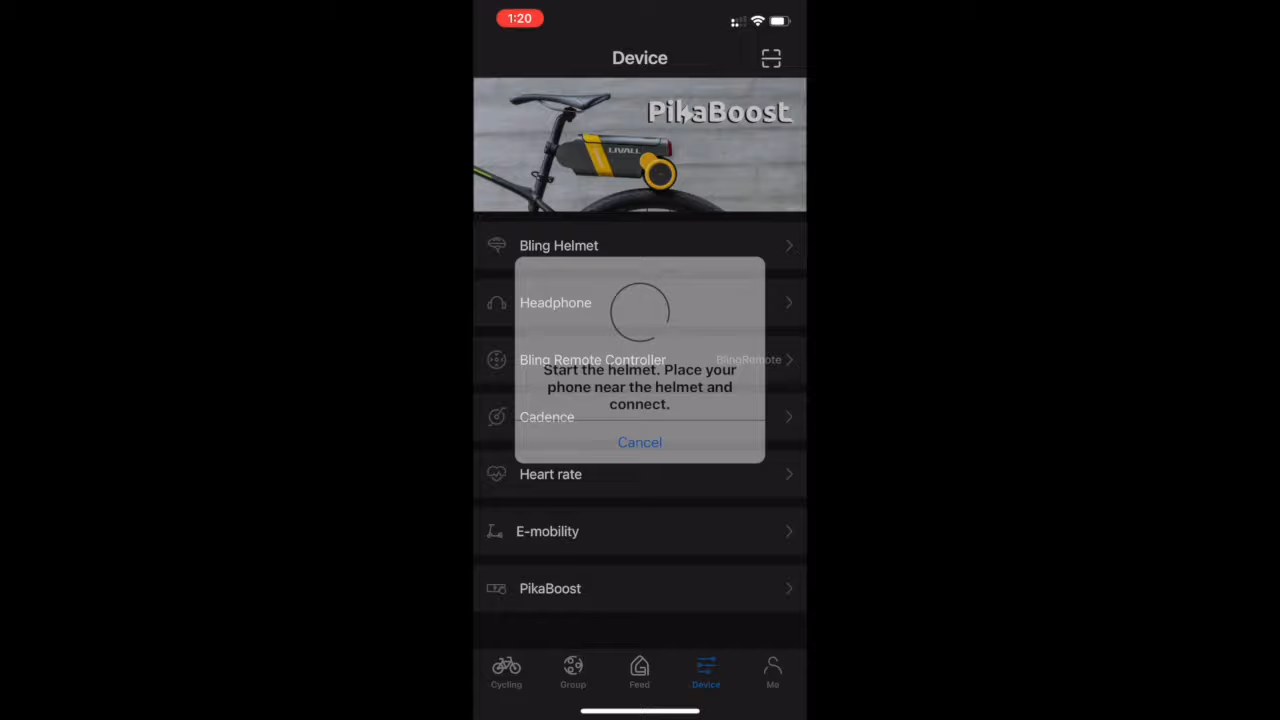 1:20
Device
PikaBoost
LIVALL
Bling Helmet
Headphone
Bling Remote Controller BlingRemote
Start the helmet. Place your
phone near the helmet and
connect.
Cadence
Cancel
Heart rate
E-mobility
PikaBoost
Cycling Group Feed Device Me